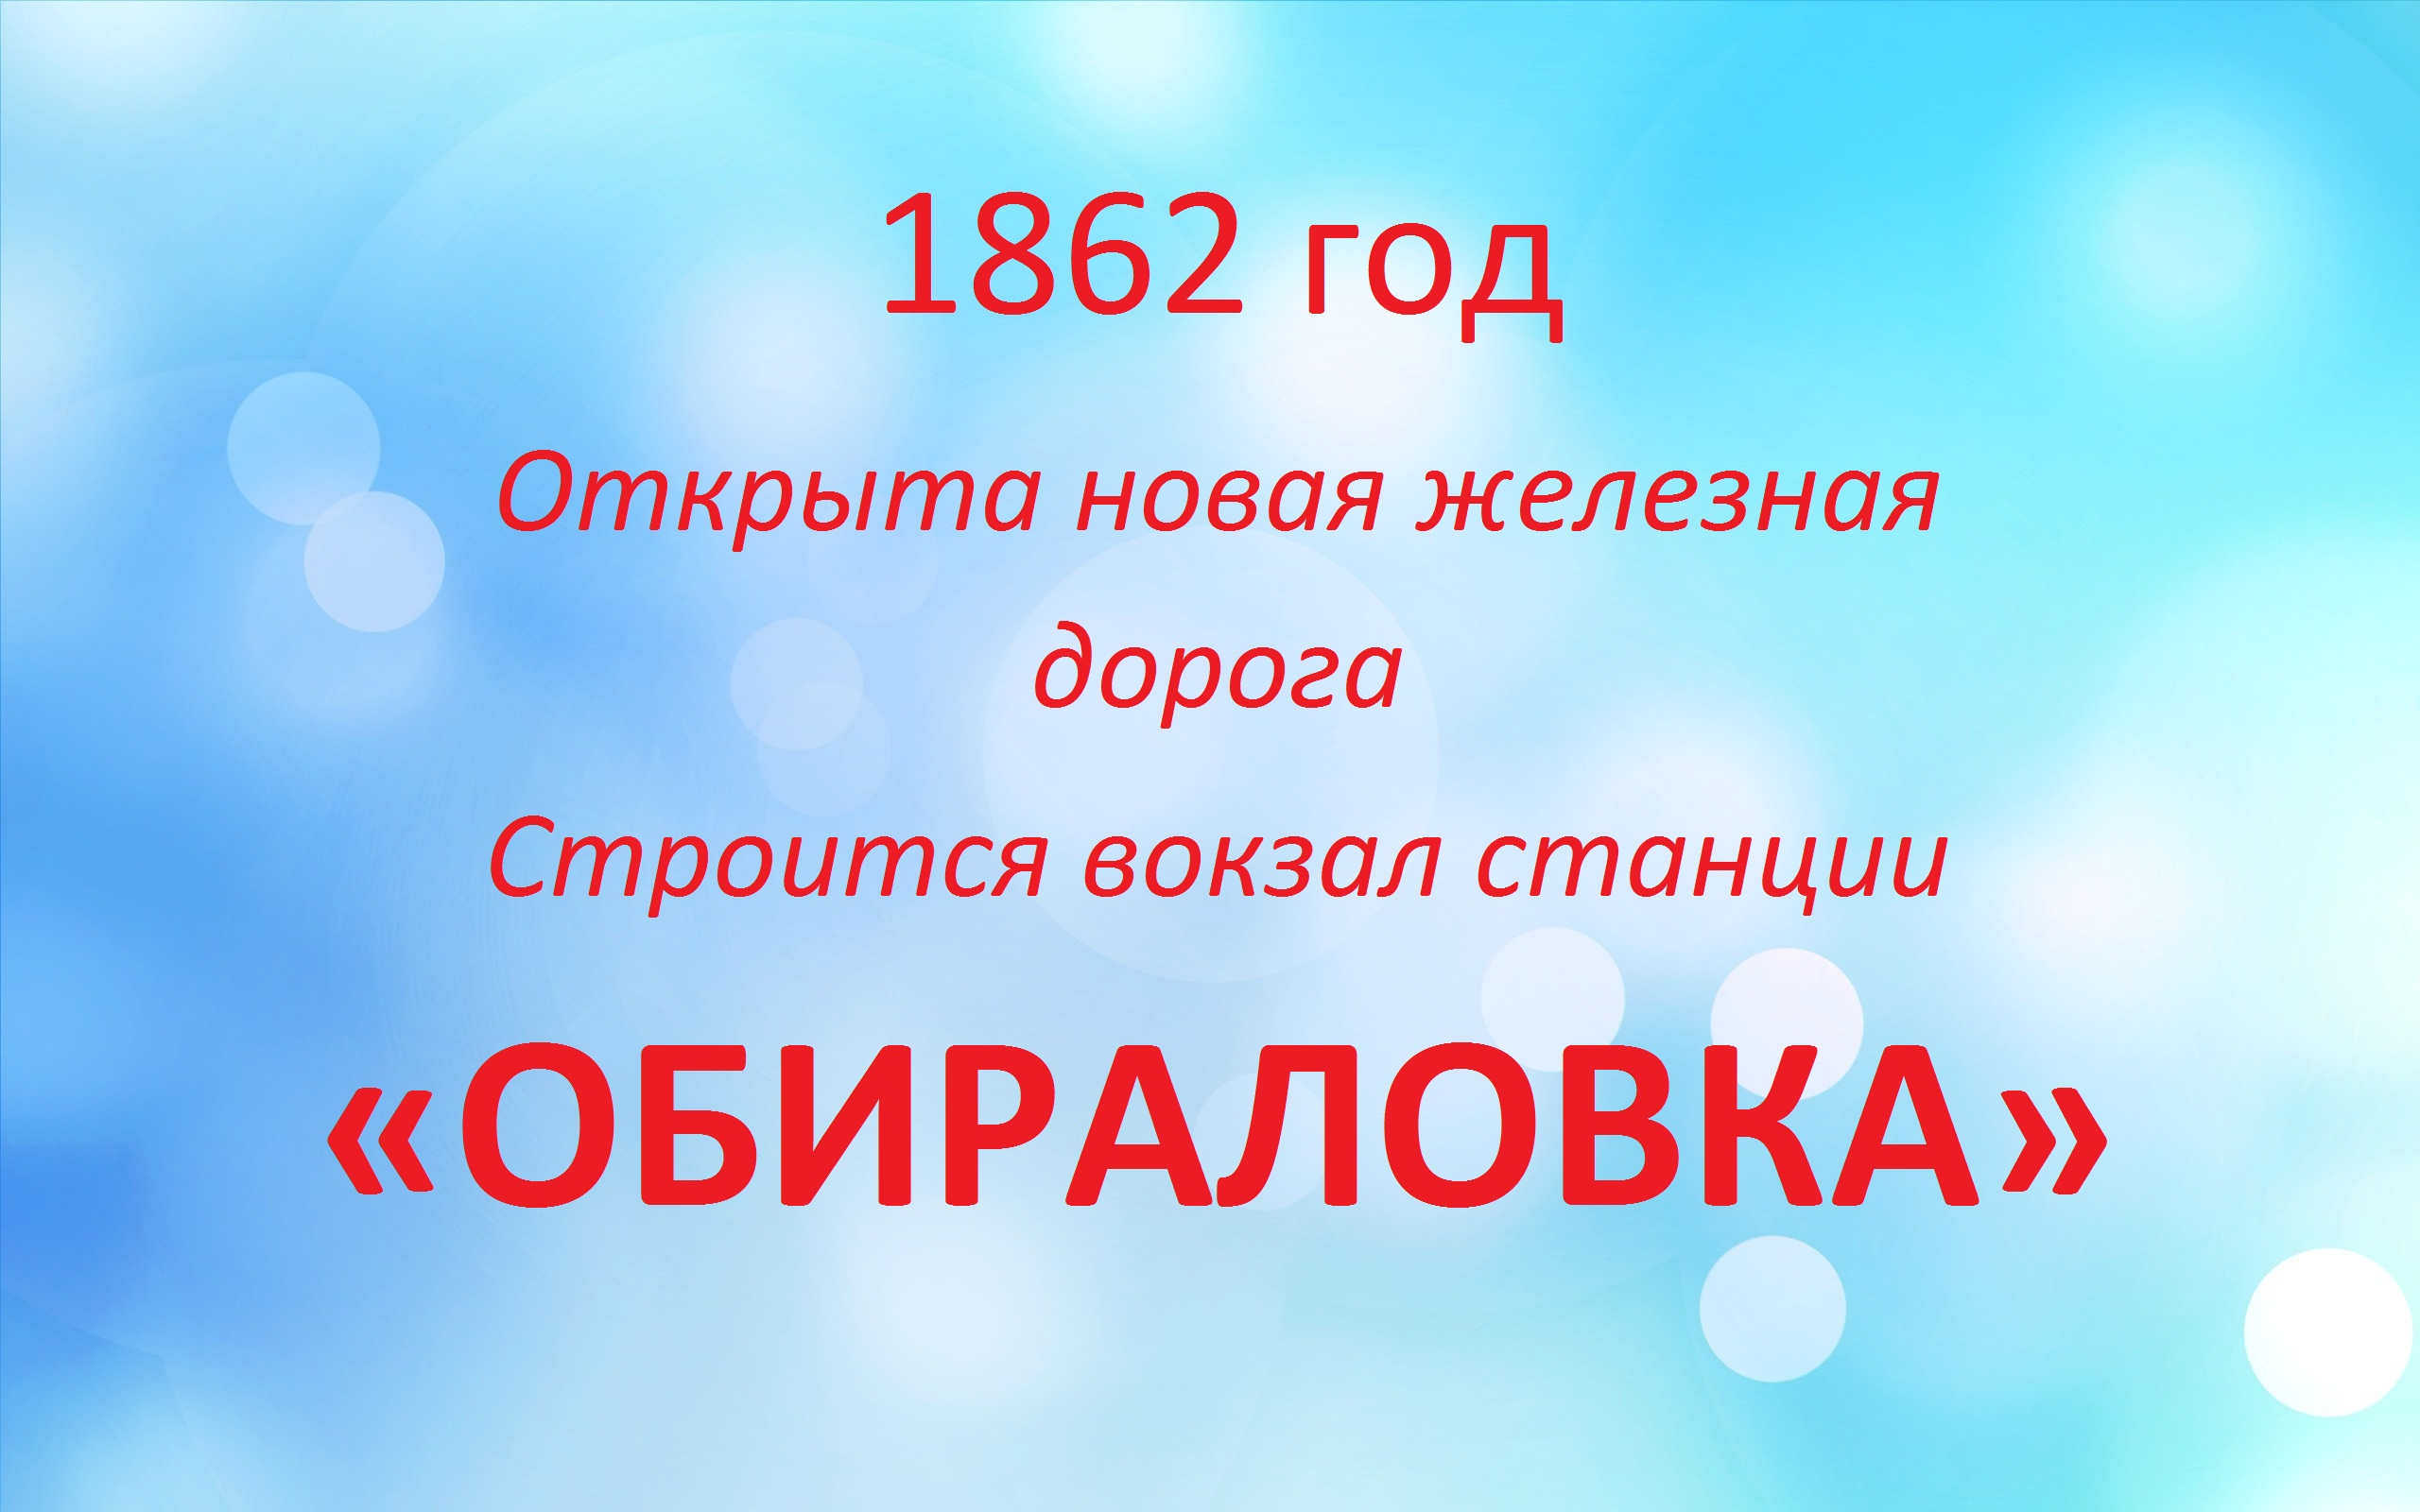 1862 год
Открыта новая железная
дорога
Строится вокзал станции
«ОБИРАЛОВКА»